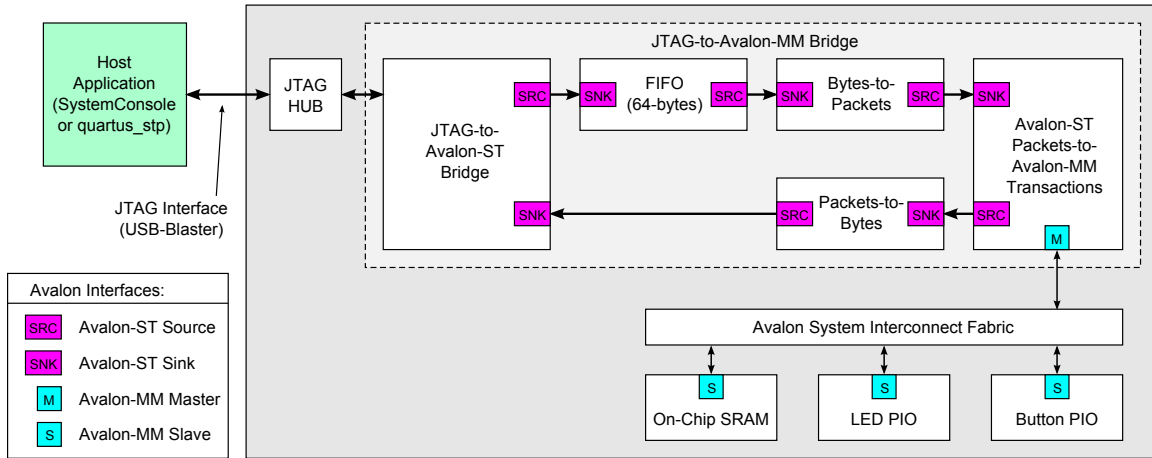 Host
Application
(SystemConsole
or quartus_stp)
JTAG Interface
(USB-Blaster)
JTAG
HUB
JTAG-to-Avalon-MM Bridge
JTAG-to-
Avalon-ST
Bridge
SRC
SNK
SNK
FIFO
(64-bytes)
SRC
SNK
Bytes-to-
Packets
SRC
SRC
Packets-to-
Bytes
SNK
SNK
Avalon-ST
Packets-to-
Avalon-MM
Transactions
SRC
M
Avalon System Interconnect Fabric
S
On-Chip SRAM
S
LED PIO
S
Button PIO
Avalon Interfaces:
SRC Avalon-ST Source
SNK Avalon-ST Sink
M Avalon-MM Master
S Avalon-MM Slave